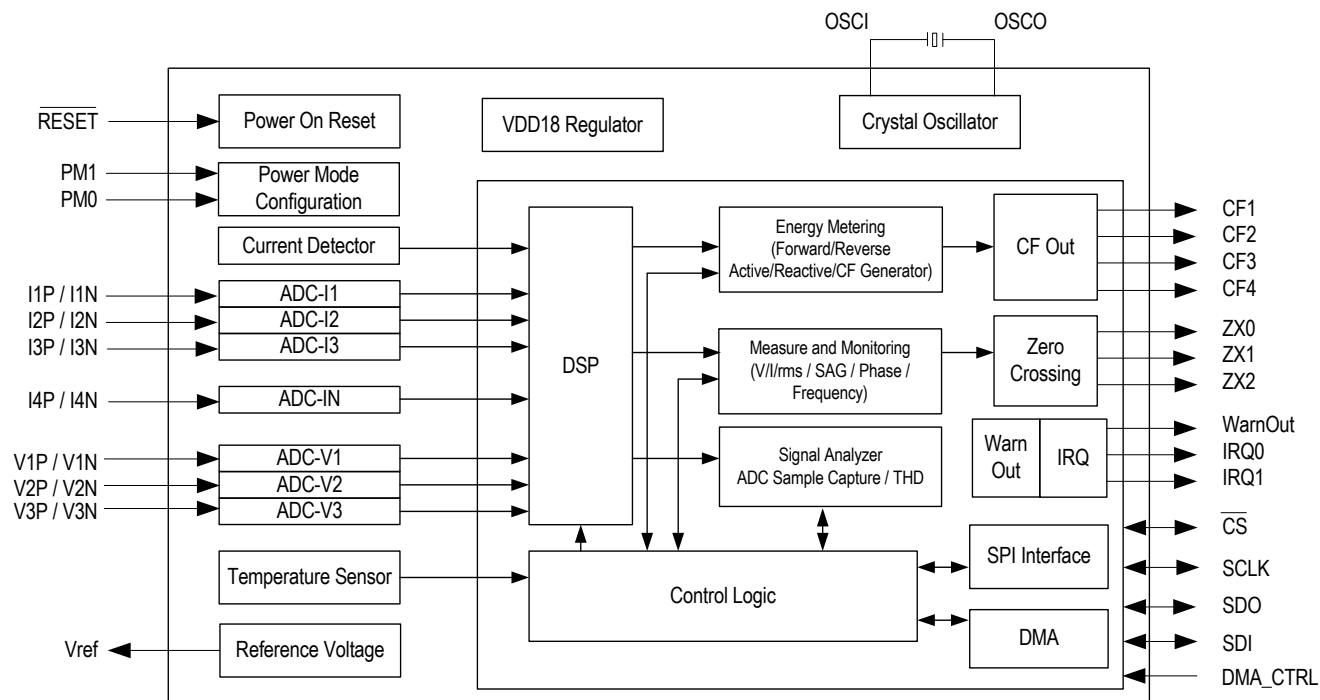 OSCI
OSCO
RESET
Power On Reset
VDD18 Regulator
Crystal Oscillator
PM1
PM0
Power Mode
Configuration
Current Detector
I1P / I1N
ADC-I1
I2P / I2N
ADC-I2
I3P / I3N
ADC-I3
I4P / I4N
ADC-IN
V1P / V1N
ADC-V1
V2P / V2N
ADC-V2
V3P / V3N
ADC-V3
Temperature Sensor
Vref
Reference Voltage
DSP
Energy Metering
(Forward/Reverse
Active/Reactive/CF Generator)
CF Out
CF1
CF2
CF3
CF4
Measure and Monitoring
(V/I/rms / SAG / Phase /
Frequency)
Zero
Crossing
ZX0
ZX1
ZX2
Signal Analyzer
ADC Sample Capture / THD
Warn
Out
IRQ
WarnOut
IRQ0
IRQ1
Control Logic
SPI Interface
DMA
CS
SCLK
SDO
SDI
DMA_CTRL